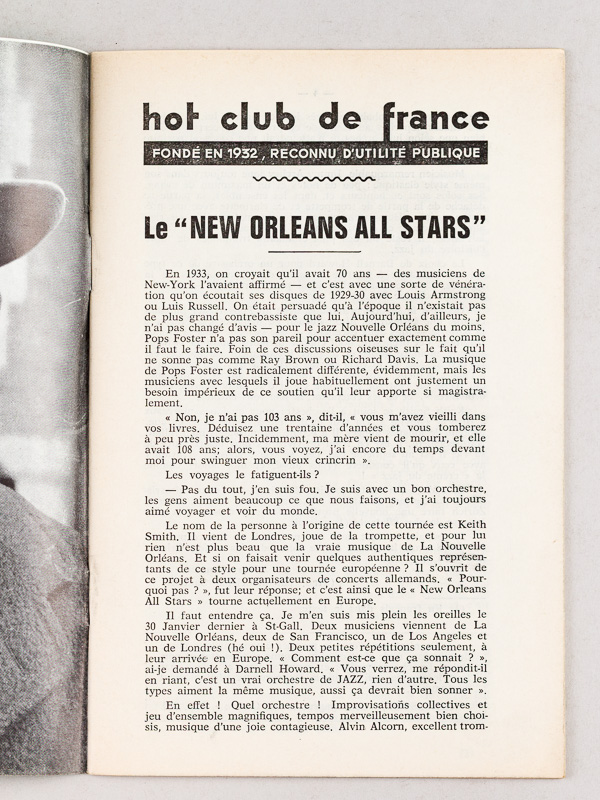 hot club de france
FONDÉ EN 1932, RECONNU D'UTILITÉ PUBLIQUE
Le "NEW ORLEANS ALL STARS"
En 1933, on croyait qu'il avait 70 ans — des musiciens de
New-York l'avaient affirmé — et c'est avec une sorte de vénéra-
tion qu'on écoutait ses disques de 1929-30 avec Louis Armstrong
ou Luis Russell. On était persuadé qu'à l'époque il n'existait pas
de plus grand contrebassiste que lui. Aujourd'hui, d'ailleurs, je
n'ai pas changé d'avis — pour le jazz Nouvelle Orléans du moins.
Pops Foster n'a pas son pareil pour accentuer exactement comme
il faut le faire. Foin de ces discussions oiseuses sur le fait qu'il
ne sonne pas comme Ray Brown ou Richard Davis. La musique
de Pops Foster est radicalement différente, évidemment, mais les
musiciens avec lesquels il joue habituellement ont justement un
besoin impérieux de ce soutien qu'il leur apporte si magistra-
lement.
« Non, je n'ai pas 103 ans », dit-il, « vous m'avez vieilli dans
vos livres. Déduisez une trentaine d'années et vous tomberez
à peu près juste. Incidemment, ma mère vient de mourir, et elle
avait 108 ans; alors, vous voyez, j'ai encore du temps devant
moi pour swinguer mon vieux crincrin ».
Les voyages le fatiguent-ils ?
— Pas du tout, j'en suis fou. Je suis avec un bon orchestre,
les gens aiment beaucoup ce que nous faisons, et j'ai toujours
aimé voyager et voir du monde.
Le nom de la personne à l'origine de cette tournée est Keith
Smith. Il vient de Londres, joue de la trompette, et pour lui
rien n'est plus beau que la vraie musique de La Nouvelle
Orléans. Et si on faisait venir quelques authentiques représen-
tants de ce style pour une tournée européenne ? Il s'ouvrit de
ce projet à deux organisateurs de concerts allemands. « Pour-
quoi pas ? », fut leur réponse; et c'est ainsi que le « New Orleans
All Stars » tourne actuellement en Europe.
Il faut entendre ça. Je m'en suis mis plein les oreilles le
30 Janvier dernier à St-Gall. Deux musiciens viennent de La
Nouvelle Orléans, deux de San Francisco, un de Los Angeles et
un de Londres (hé oui !). Deux petites répétitions seulement, à
leur arrivée en Europe. « Comment est-ce que ça sonnait ? »,
ai-je demandé à Darnell Howard. « Vous verrez, me répondit-il
en riant, c'est un vrai orchestre de JAZZ, rien d'autre. Tous les
types aiment la même musique, aussi ça devrait bien sonner ».
En effet ! Quel orchestre ! Improvisations collectives et
jeu d'ensemble magnifiques, tempos merveilleusement bien choi-
sis, musique d'une joie contagieuse. Alvin Alcorn, excellent trom-